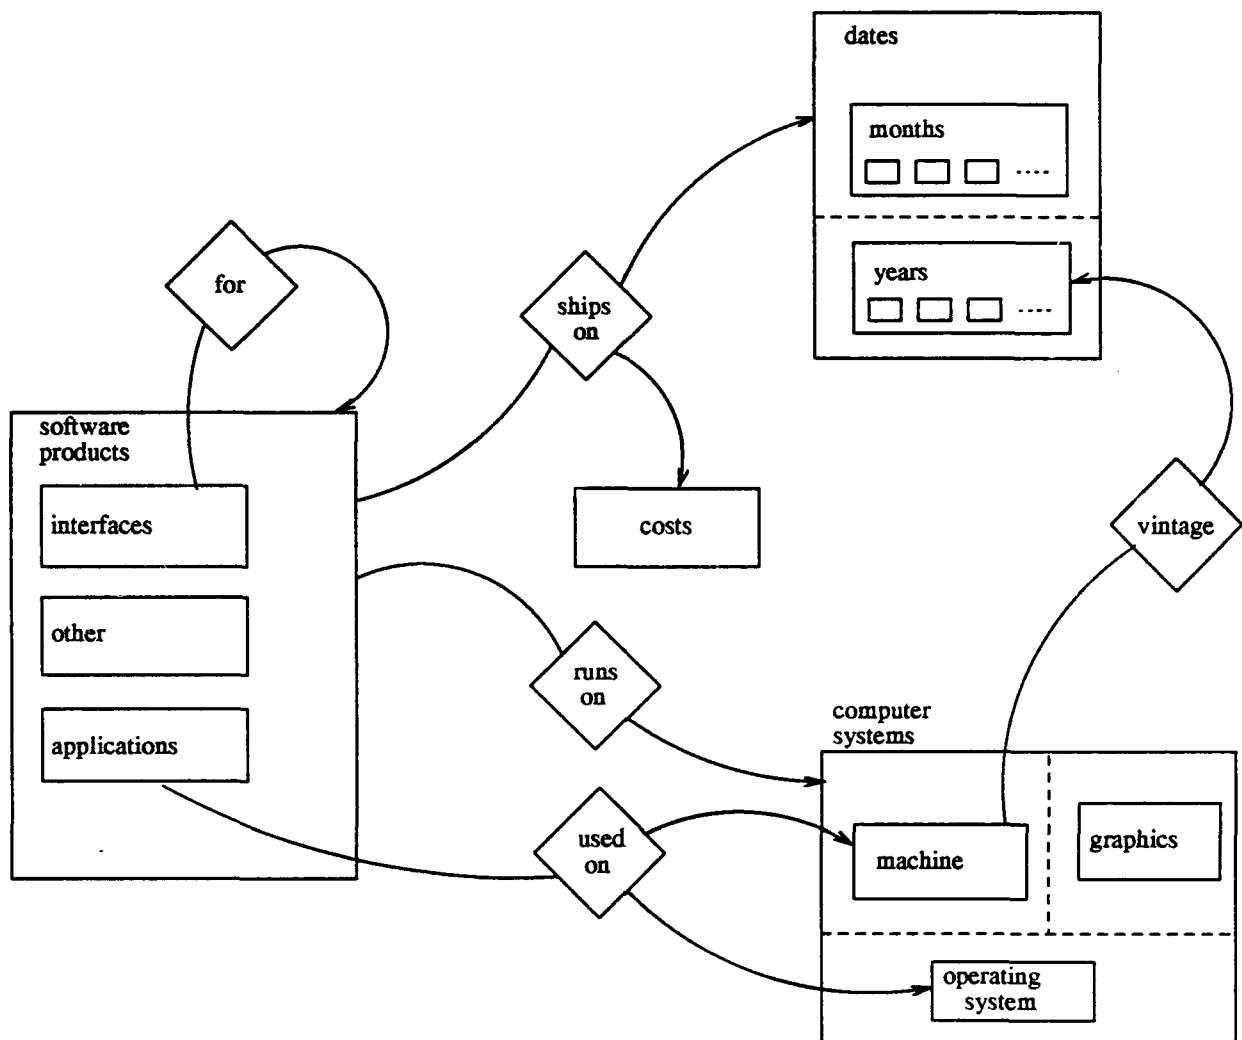 dates
months
....
years
....
for
ships
on
software
products
interfaces
costs
vintage
other
runs
on
applications
computer
systems
used
on
machine
graphics
operating
system